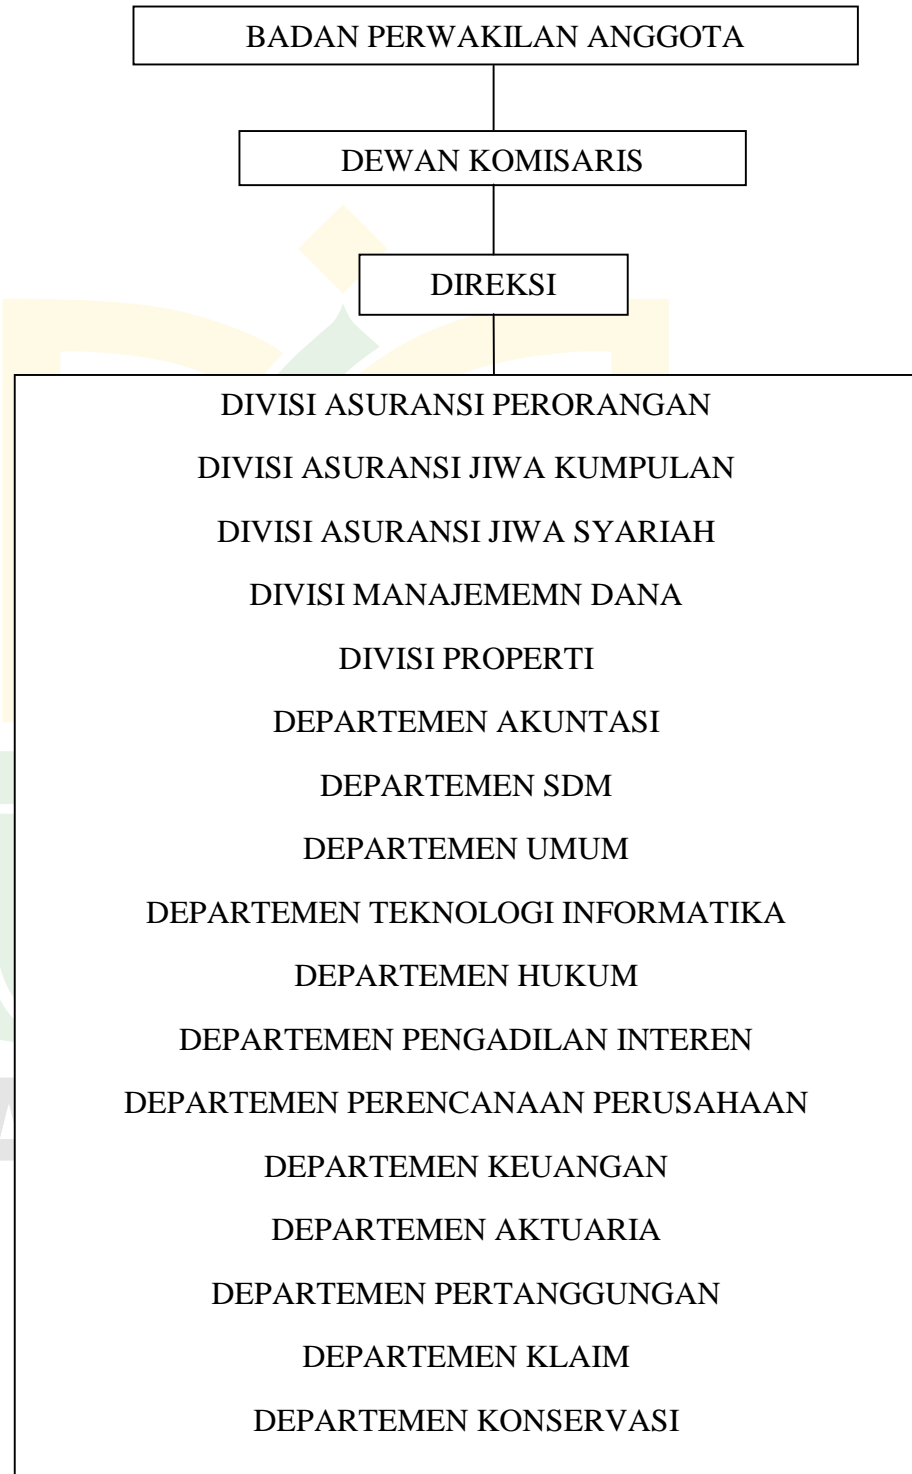 BADAN PERWAKILAN ANGGOTA
DEWAN KOMISARIS
DIREKSI
DIVISI ASURANSI PERORANGAN
DIVISI ASURANSI JIWA KUMPULAN
DIVISI ASURANSI JIWA SYARIAH
DIVISI MANAJEMEMN DANA
DIVISI PROPERTI
DEPARTEMEN AKUNTASI
DEPARTEMEN SDM
DEPARTEMEN UMUM
DEPARTEMEN TEKNOLOGI INFORMATIKA
DEPARTEMEN HUKUM
DEPARTEMEN PENGADILAN INTEREN
DEPARTEMEN PERENCANAAN PERUSAHAAN
DEPARTEMEN KEUANGAN
DEPARTEMEN AKTUARIA
DEPARTEMEN PERTANGGUNGAN
DEPARTEMEN KLAIM
DEPARTEMEN KONSERVASI